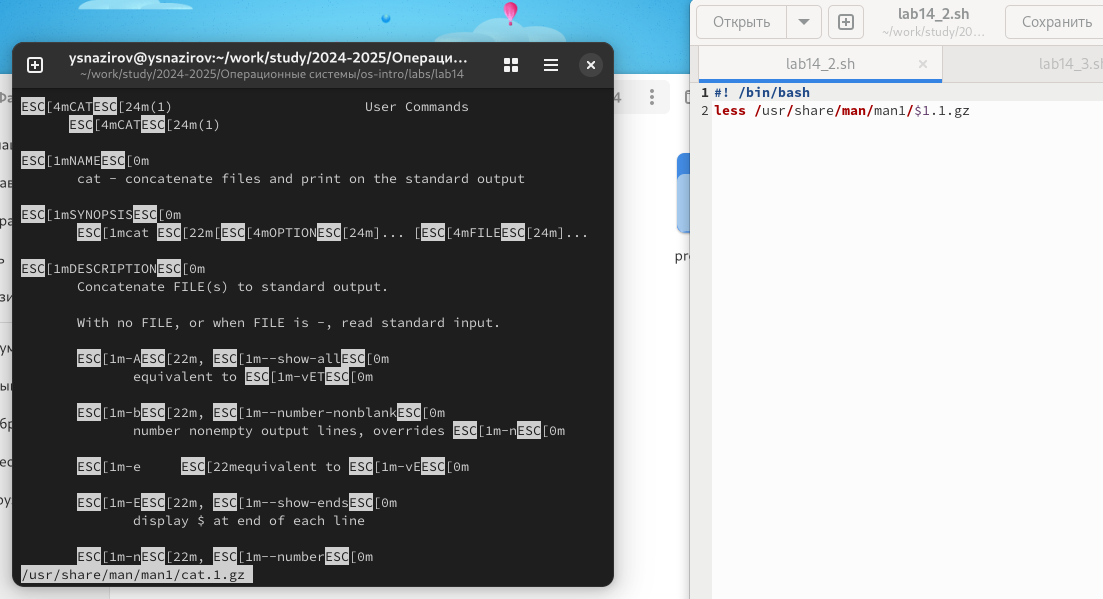 ysnazirov@ysnazirov:~/work/study/2024-2025/Операци...
~/work/study/2024-2025/Операционные системы/os-intro/labs/lab14
ESC[4mCATESC[24m(1) User Commands
ESC[4mCATESC[24m(1)
ESC[1mNAMEESC[0m
cat - concatenate files and print on the standard output
ESC[1mSYNOPSISESC[0m
ESC[1mcat ESC[22m[ESC[4mOPTIONESC[24m]... [ESC[4mFILEESC[24m]...
ESC[1mDESCRIPTIONESC[0m
Concatenate FILE(s) to standard output.
With no FILE, or when FILE is -, read standard input.
ESC[1m-AESC[22m, ESC[1m--show-allESC[0m
equivalent to ESC[1m-vETESC[0m
ESC[1m-bESC[22m, ESC[1m--number-nonblankESC[0m
number nonempty output lines, overrides ESC[1m-nESC[0m
ESC[1m-e ESC[22mequivalent to ESC[1m-vEESC[0m
ESC[1m-EESC[22m, ESC[1m--show-endsESC[0m
display $ at end of each line
ESC[1m-nESC[22m, ESC[1m--numberESC[0m
/usr/share/man/man1/cat.1.gz
Открыть
lab14_2.sh
~/work/study/20...
Сохранить
lab14_2.sh
lab14_3.sh
1 #! /bin/bash
2 less /usr/share/man/man1/$1.1.gz